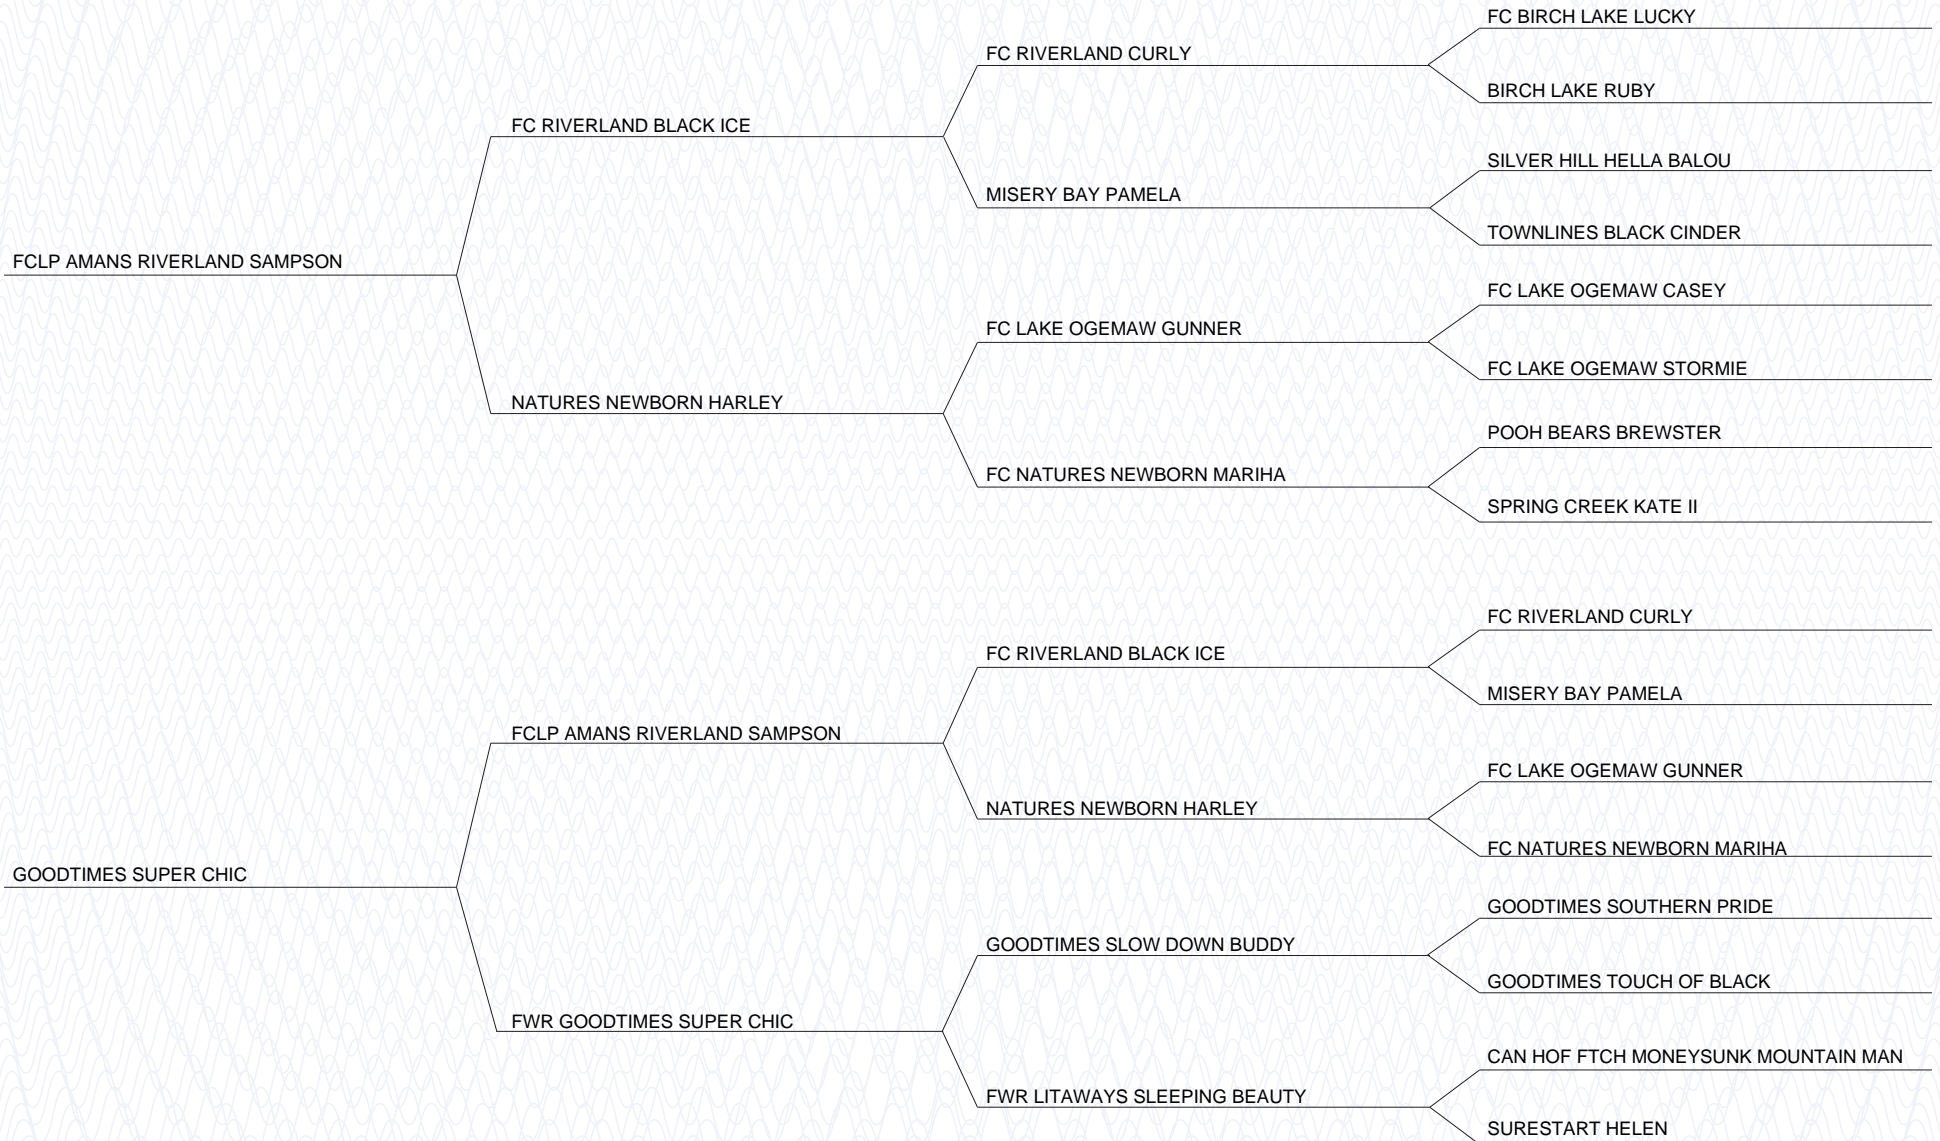 FC BIRCH LAKE LUCKY
FC RIVERLAND CURLY
BIRCH LAKE RUBY
FC RIVERLAND BLACK ICE
SILVER HILL HELLA BALOU
MISERY BAY PAMELA
TOWNLINES BLACK CINDER
FCLP AMANS RIVERLAND SAMPSON
FC LAKE OGEMAW CASEY
FC LAKE OGEMAW GUNNER
FC LAKE OGEMAW STORMIE
NATURES NEWBORN HARLEY
POOH BEARS BREWSTER
FC NATURES NEWBORN MARIHA
SPRING CREEK KATE II
FC RIVERLAND CURLY
FC RIVERLAND BLACK ICE
MISERY BAY PAMELA
FCLP AMANS RIVERLAND SAMPSON
FC LAKE OGEMAW GUNNER
NATURES NEWBORN HARLEY
FC NATURES NEWBORN MARIHA
GOODTIMES SUPER CHIC
GOODTIMES SOUTHERN PRIDE
GOODTIMES SLOW DOWN BUDDY
GOODTIMES TOUCH OF BLACK
FWR GOODTIMES SUPER CHIC
CAN HOF FTCH MONEYSUNK MOUNTAIN MAN
FWR LITAWAYS SLEEPING BEAUTY
SURESTART HELEN